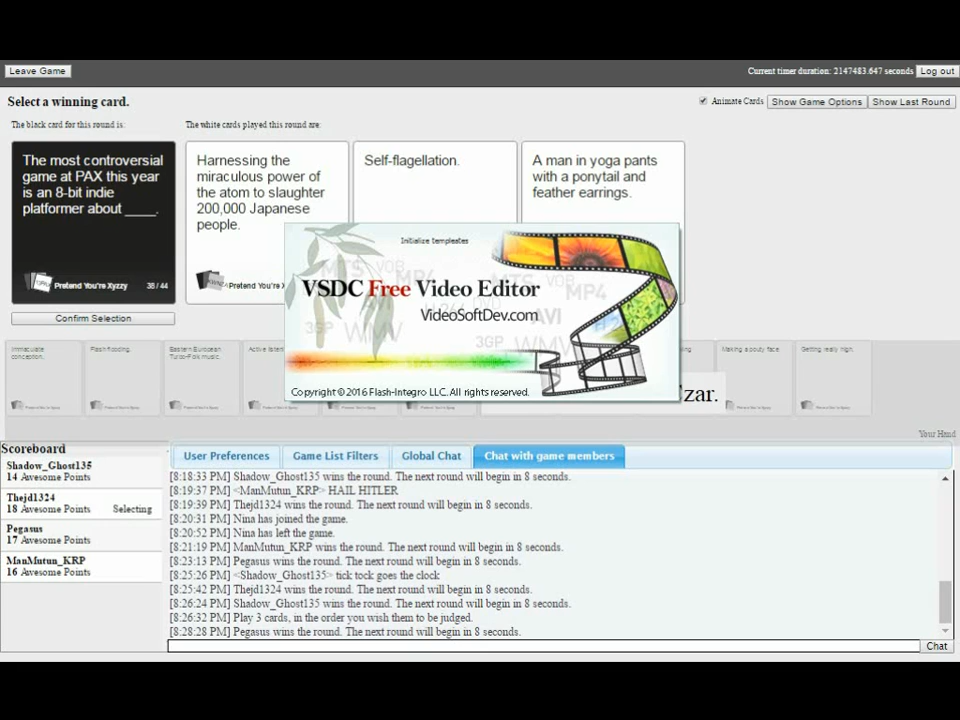 Leave Game
Current timer duration: 2147483.647 seconds
Log out
Select a winning card.
Animate Cards
Show Game Options
Show Last Round
The black card for this round is:
The white cards played this round are:
The most controversial
game at PAX this year
is an 8-bit indie
platformer about ____.
Pretend You're Xyzzy
36 / 44
Harnessing the
miraculous power of
the atom to slaughter
200,000 Japanese
people.
Pretend You're X
Self-flagellation.
A man in yoga pants
with a ponytail and
feather earrings.
Initialize templeates
MTS VOB
MP4
VSDC Free Video Editor
VideoSoftDev.com
AVI
3GP
WMV
Copyright © 2016 Flash-Integro LLC. All rights reserved.
Confirm Selection
Immaculate
conception.
Flash flooding.
Eastern European
Turbo-Folk music.
Active listen
king
Making a pouty face.
Getting really high.
Czar.
Your Hand
Scoreboard
Shadow_Ghost135
14 Awesome Points
Thejd1324
18 Awesome Points
Selecting
Pegasus
17 Awesome Points
ManMutun_KRP
16 Awesome Points
User Preferences
Game List Filters
Global Chat
Chat with game members
[8:18:33 PM] Shadow_Ghost135 wins the round. The next round will begin in 8 seconds.
[8:19:37 PM] <ManMutun_KRP> HAIL HITLER
[8:19:39 PM] Thejd1324 wins the round. The next round will begin in 8 seconds.
[8:20:31 PM] Nina has joined the game.
[8:20:52 PM] Nina has left the game.
[8:21:19 PM] ManMutun_KRP wins the round. The next round will begin in 8 seconds.
[8:23:13 PM] Pegasus wins the round. The next round will begin in 8 seconds.
[8:25:26 PM] <Shadow_Ghost135> tick tock goes the clock
[8:25:42 PM] Thejd1324 wins the round. The next round will begin in 8 seconds.
[8:26:24 PM] Shadow_Ghost135 wins the round. The next round will begin in 8 seconds.
[8:26:32 PM] Play 3 cards, in the order you wish them to be judged.
[8:28:28 PM] Pegasus wins the round. The next round will begin in 8 seconds.
Chat